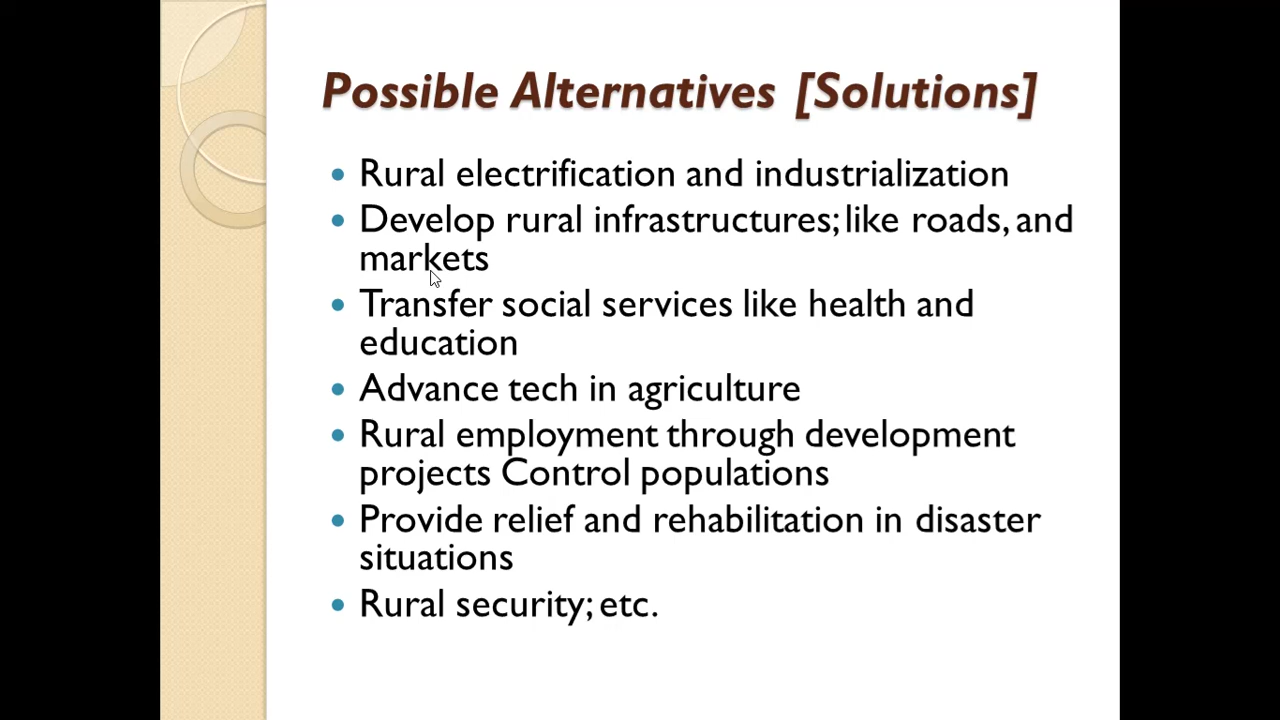 Possible Alternatives [Solutions]
• Rural electrification and industrialization
• Develop rural infrastructures; like roads, and
markets
• Transfer social services like health and
education
• Advance tech in agriculture
• Rural employment through development
projects Control populations
• Provide relief and rehabilitation in disaster
situations
• Rural security; etc.